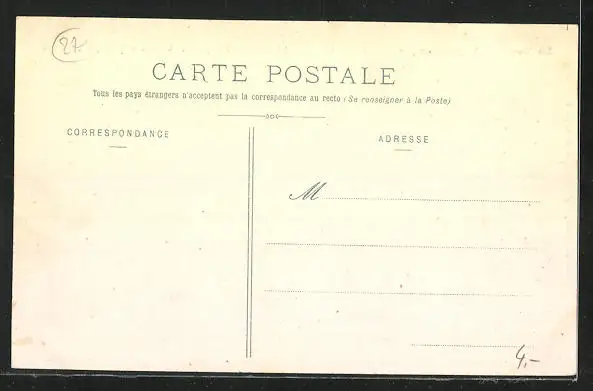 27
CARTE POSTALE
Tous les pays étrangers n'acceptent pas la correspondance au recto (Se renseigner à la Poste)
CORRESPONDANCE
ADRESSE
M
4,-